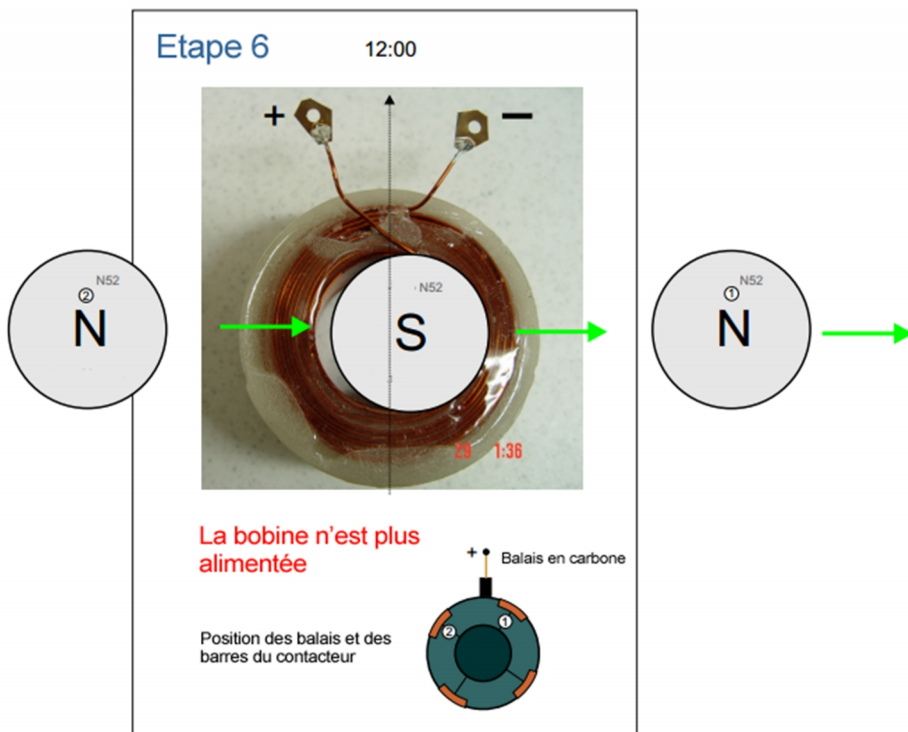 Etape 6
12:00
+
−
N52
2
N
N52
S
N52
1
N
29 1:36
La bobine n'est plus
alimentée
+
Balais en carbone
Position des balais et des
barres du contacteur
1
2